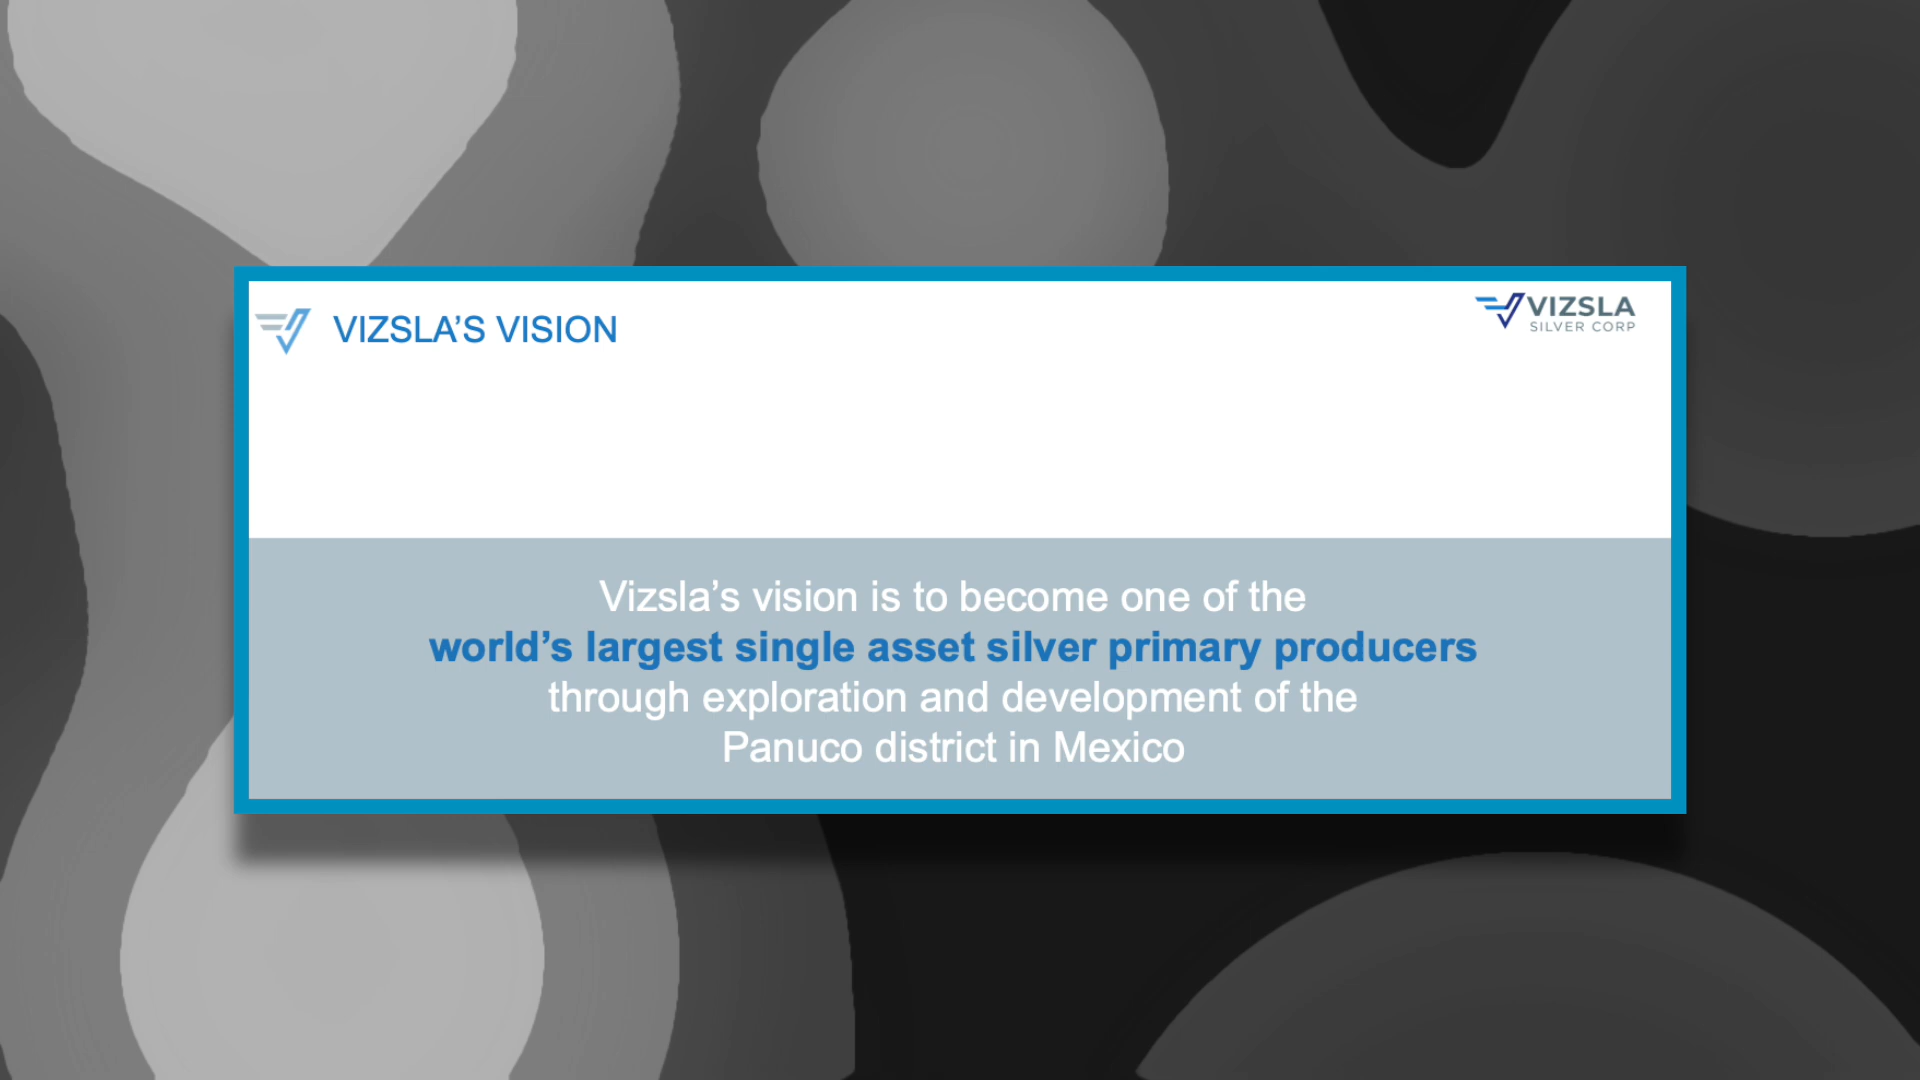 VIZSLA'S VISION
VIZSLA
SILVER CORP
Vizsla’s vision is to become one of the
world’s largest single asset silver primary producers
through exploration and development of the
Panuco district in Mexico